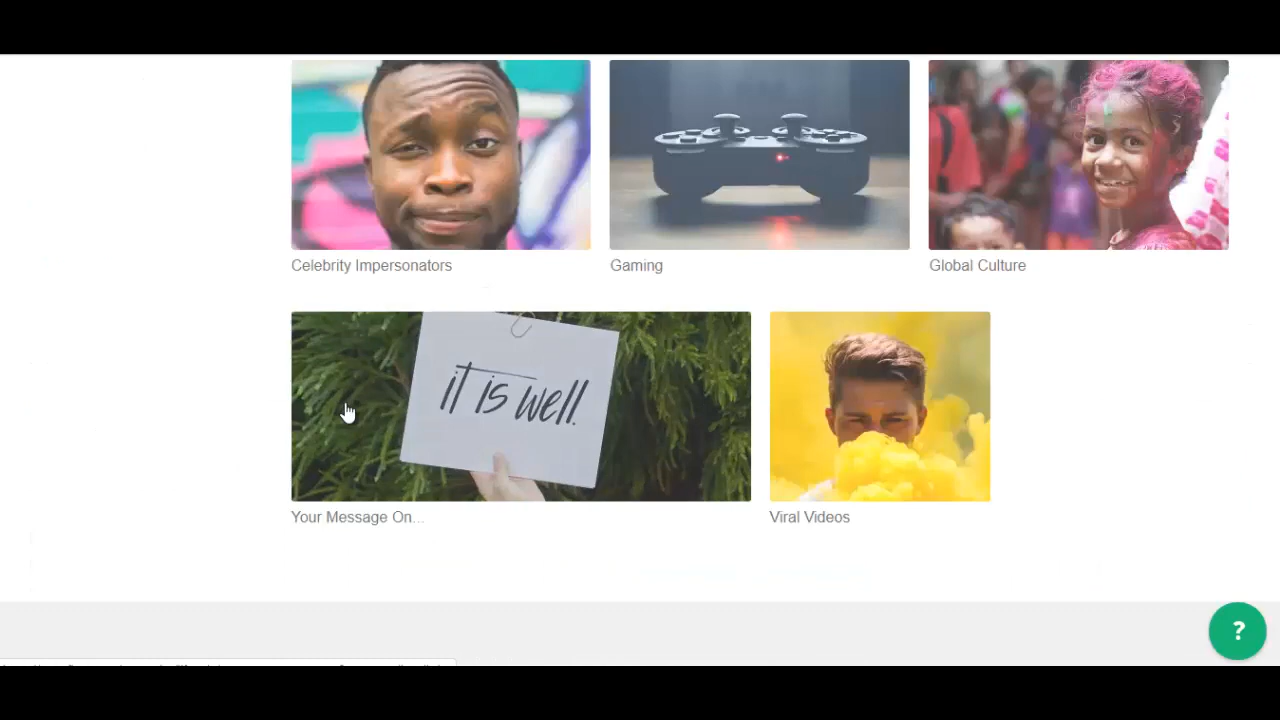 Celebrity Impersonators
Gaming
Global Culture
it is well.
Your Message On...
Viral Videos
?